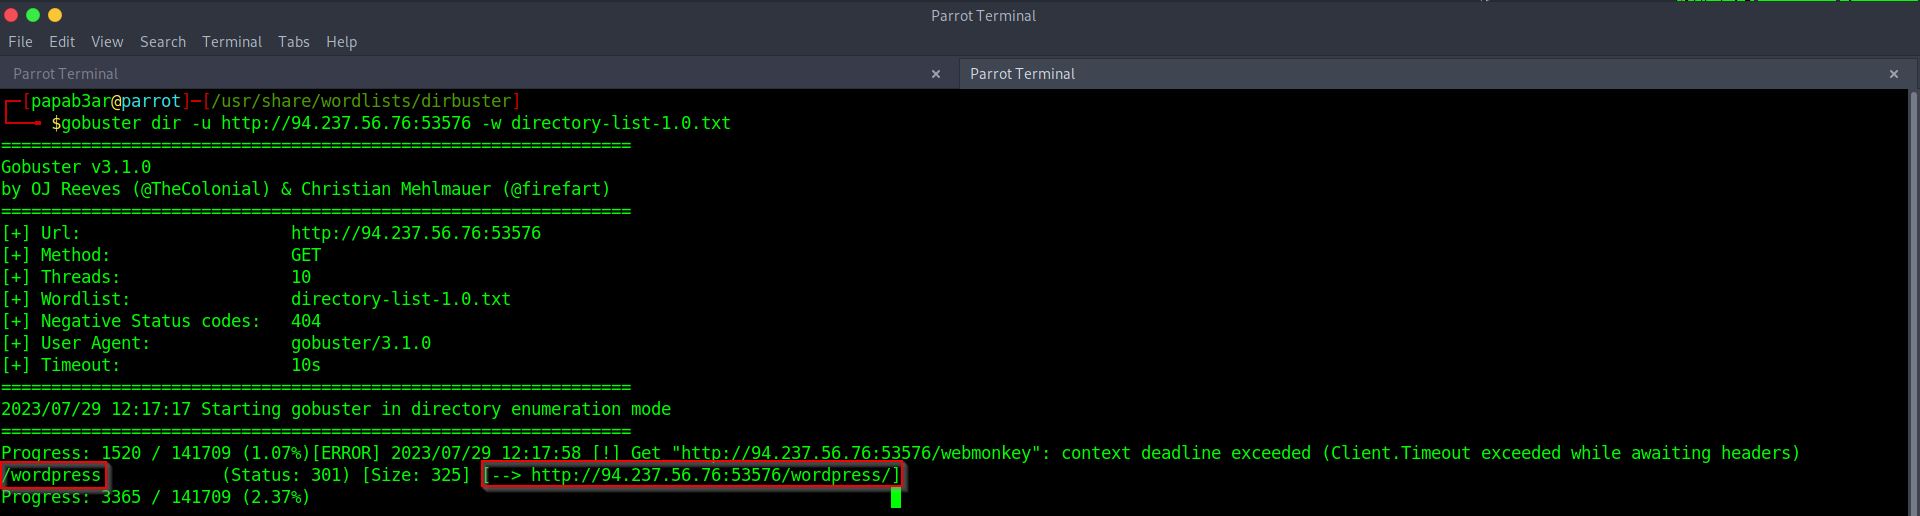 Parrot Terminal
File Edit View Search Terminal Tabs Help
Parrot Terminal × Parrot Terminal ×
┌─[papab3ar@parrot]─[/usr/share/wordlists/dirbuster]
└──╼ $gobuster dir -u http://94.237.56.76:53576 -w directory-list-1.0.txt
===============================================================
Gobuster v3.1.0
by OJ Reeves (@TheColonial) & Christian Mehlmauer (@firefart)
===============================================================
[+] Url:                     http://94.237.56.76:53576
[+] Method:                  GET
[+] Threads:                 10
[+] Wordlist:                directory-list-1.0.txt
[+] Negative Status codes:   404
[+] User Agent:              gobuster/3.1.0
[+] Timeout:                 10s
===============================================================
2023/07/29 12:17:17 Starting gobuster in directory enumeration mode
===============================================================
Progress: 1520 / 141709 (1.07%)[ERROR] 2023/07/29 12:17:58 [!] Get "http://94.237.56.76:53576/webmonkey": context deadline exceeded (Client.Timeout exceeded while awaiting headers)
/wordpress            (Status: 301) [Size: 325] [--> http://94.237.56.76:53576/wordpress/]
Progress: 3365 / 141709 (2.37%)